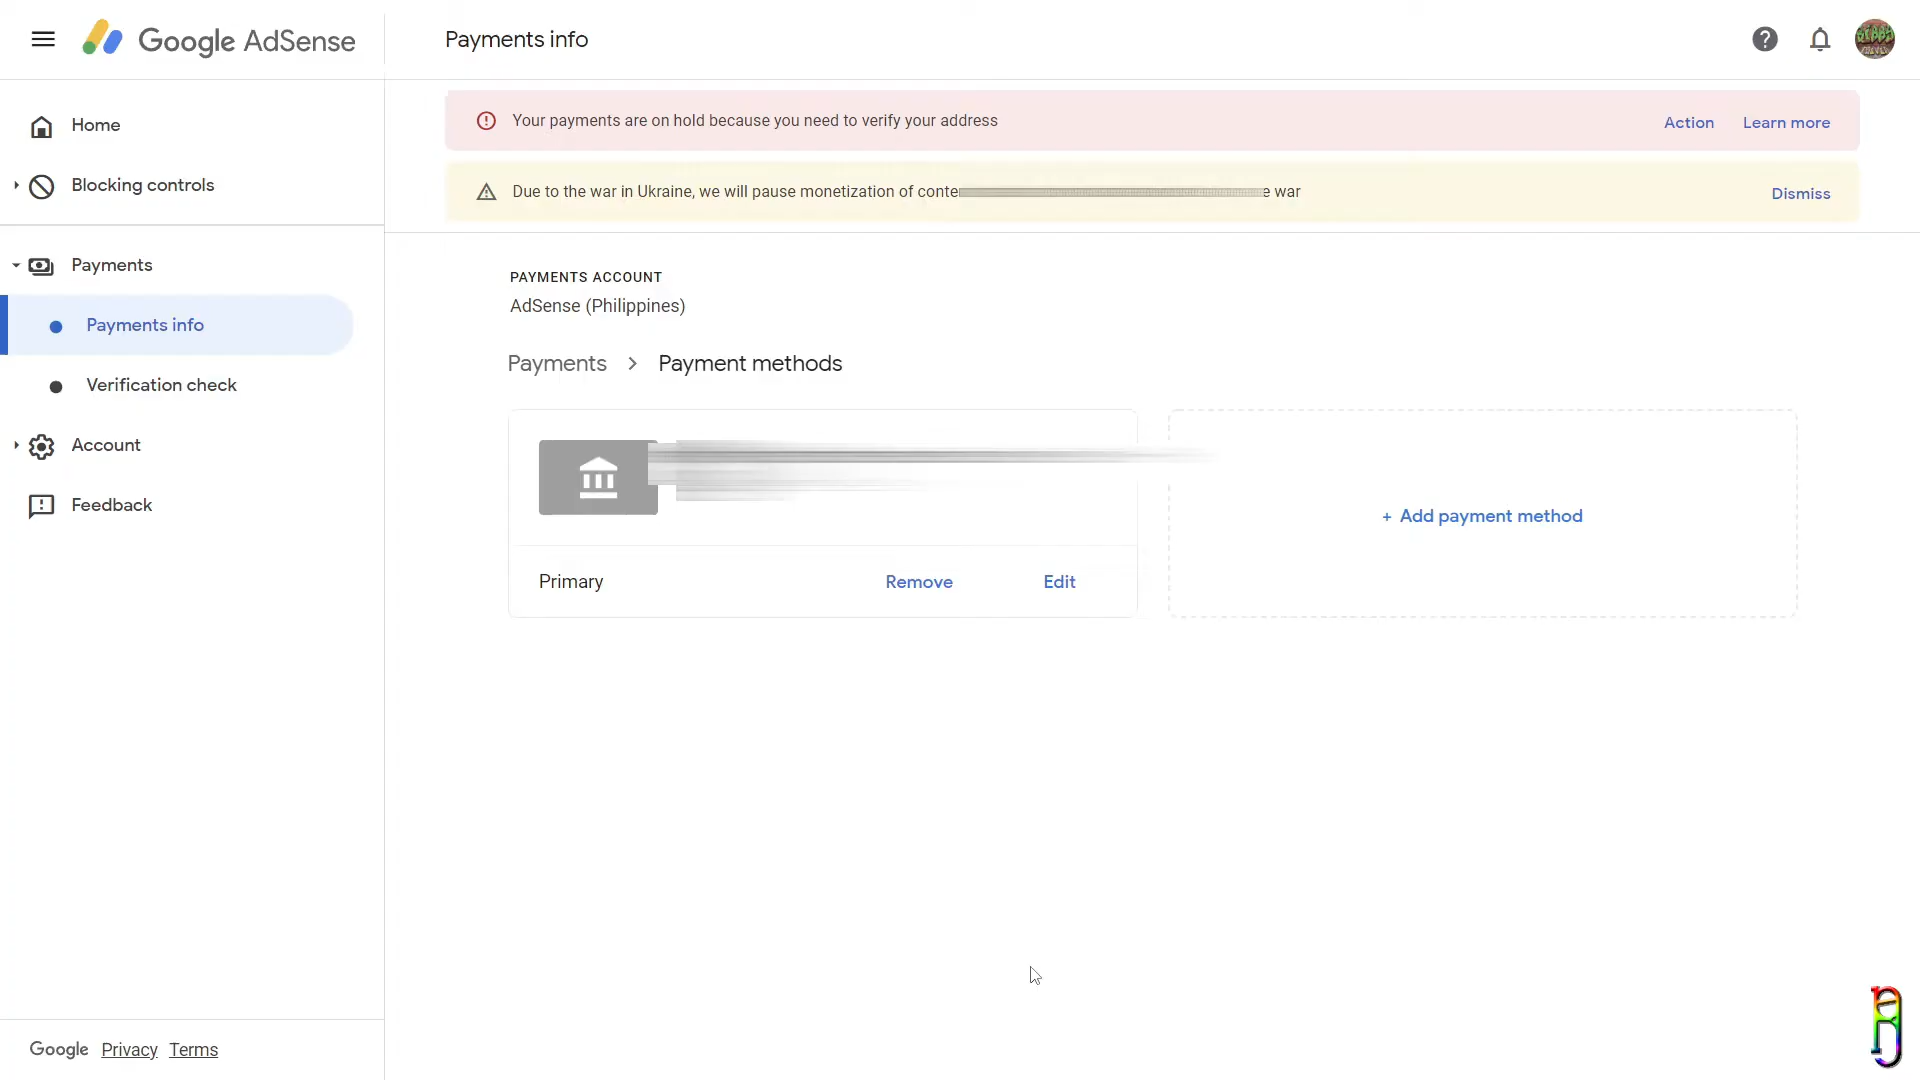 Google AdSense
Payments info
Home
Blocking controls
Payments
Payments info
Verification check
Account
Feedback
Google Privacy Terms
Your payments are on hold because you need to verify your address
Action Learn more
Due to the war in Ukraine, we will pause monetization of war
Dismiss
PAYMENTS ACCOUNT
AdSense (Philippines)
Payments > Payment methods
Primary Remove Edit
+ Add payment method